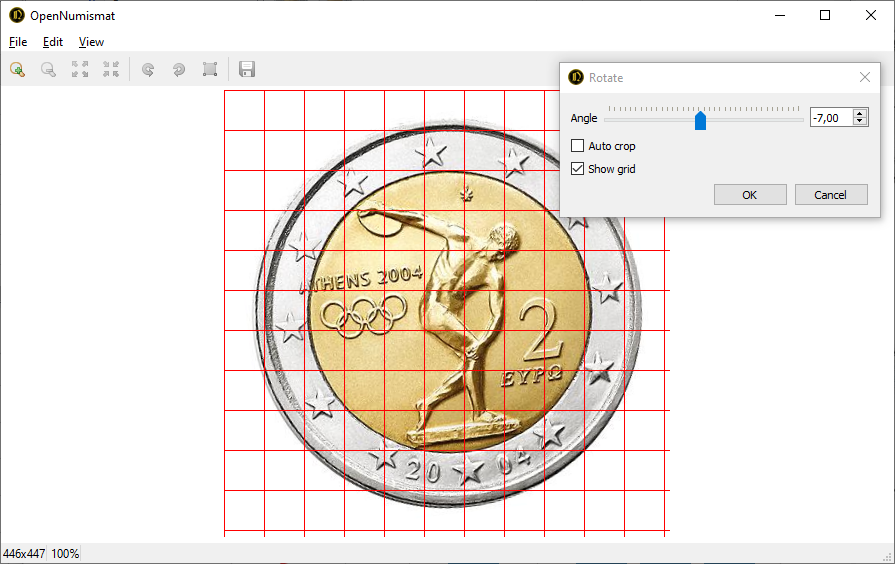 OpenNumismat
File Edit View
Rotate
Angle -7,00
Auto crop
Show grid
OK Cancel
ATHENS 2004
2
ΕΥΡΩ
20 04
446x447 100%